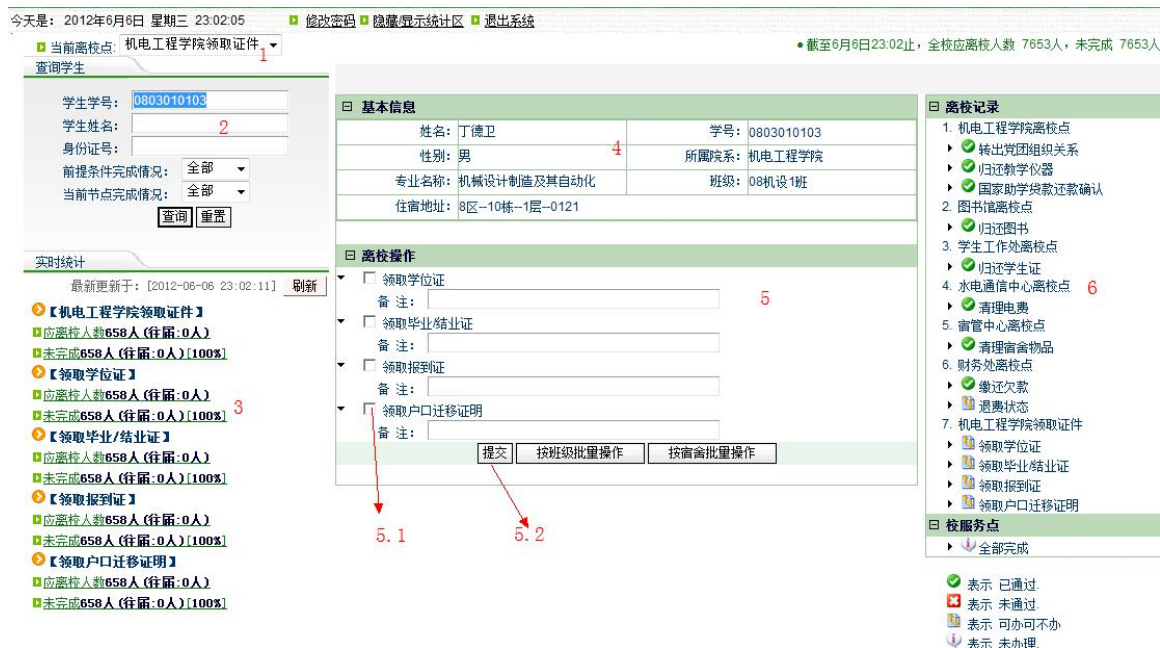 今天是： 2012年6月6日 星期三 23:02:05 修改密码 隐藏/显示统计区 退出系统
当前离校点: 机电工程学院领取证件 1
截至6月6日23:02止，全校应离校人数 7653人，未完成 7653人
查询学生
学生学号： 0803010103
学生姓名： 2
身份证号：
前提条件完成情况： 全部
当前节点完成情况： 全部
查询 重置
实时统计
最新更新于：[2012-06-06 23:02:11] 刷新
【机电工程学院领取证件】
应离校人数658人(往届:0人)
未完成658人(往届:0人)[100%]
【领取学位证】
应离校人数658人(往届:0人)
未完成658人(往届:0人)[100%] 3
【领取毕业/结业证】
应离校人数658人(往届:0人)
未完成658人(往届:0人)[100%]
【领取报到证】
应离校人数658人(往届:0人)
未完成658人(往届:0人)[100%]
【领取户口迁移证明】
应离校人数658人(往届:0人)
未完成658人(往届:0人)[100%]
基本信息
姓名： 丁德卫 学号： 0803010103
性别： 男 4 所属院系： 机电工程学院
专业名称： 机械设计制造及其自动化 班级： 08机设1班
住宿地址： 8区--10栋--1层--0121
离校操作
领取学位证
备 注： 5
领取毕业/结业证
备 注：
领取报到证
备 注：
领取户口迁移证明
备 注：
提交 按班级批量操作 按宿舍批量操作
5.1 5.2
离校记录
1. 机电工程学院离校点
转出党团组织关系
归还教学仪器
国家助学贷款还款确认
2. 图书馆离校点
归还图书
3. 学生工作处离校点
归还学生证
4. 水电通信中心离校点 6
清理电费
5. 宿管中心离校点
清理宿舍物品
6. 财务处离校点
缴还欠款
退费状态
7. 机电工程学院领取证件
领取学位证
领取毕业/结业证
领取报到证
领取户口迁移证明
校服务点
全部完成
表示 已通过.
表示 未通过.
表示 可办可不办
表示 未办理.